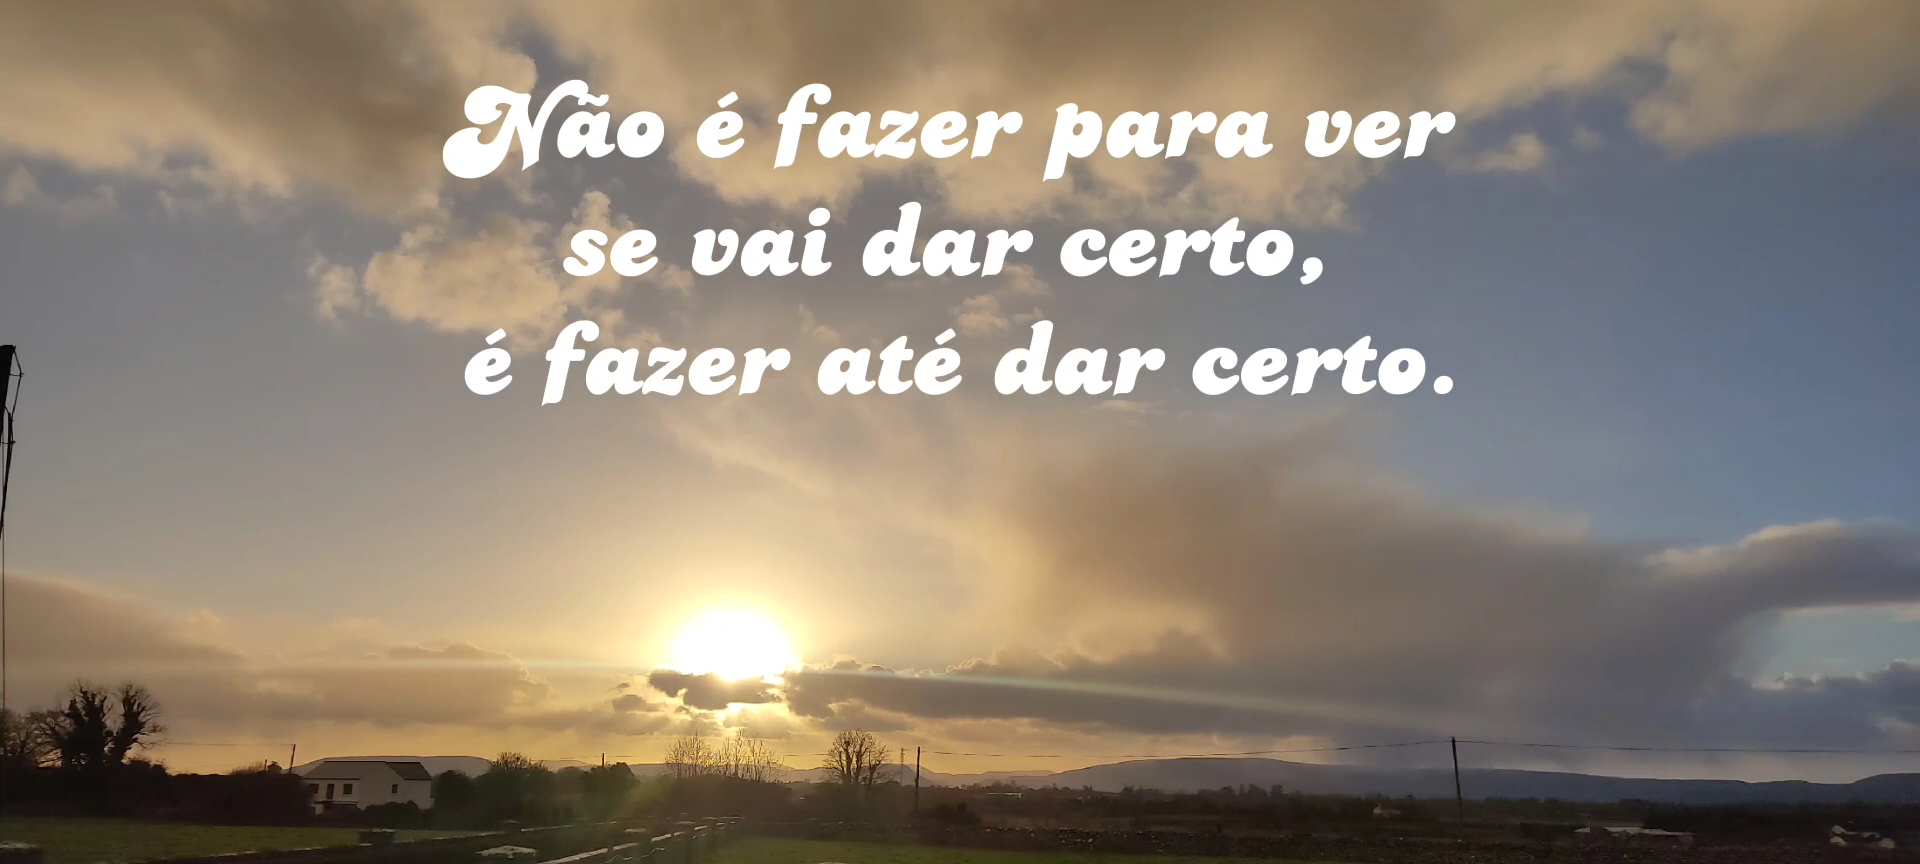 Não é fazer para ver
se vai dar certo,
é fazer até dar certo.